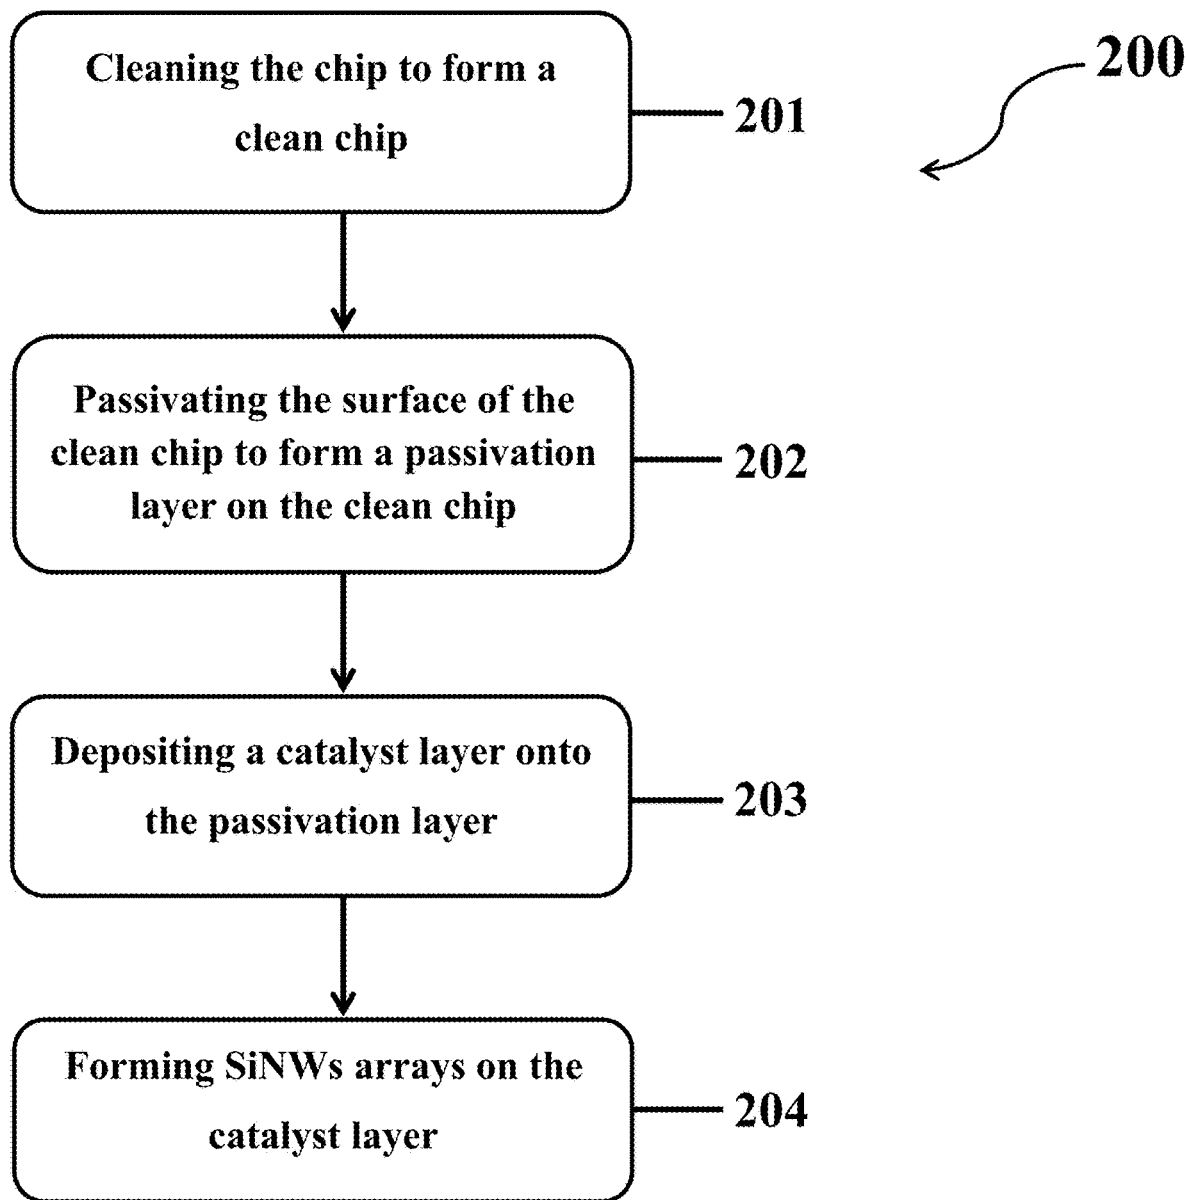 200
Cleaning the chip to form a
clean chip
201
Passivating the surface of the
clean chip to form a passivation
layer on the clean chip
202
Depositing a catalyst layer onto
the passivation layer
203
Forming SiNWs arrays on the
catalyst layer
204